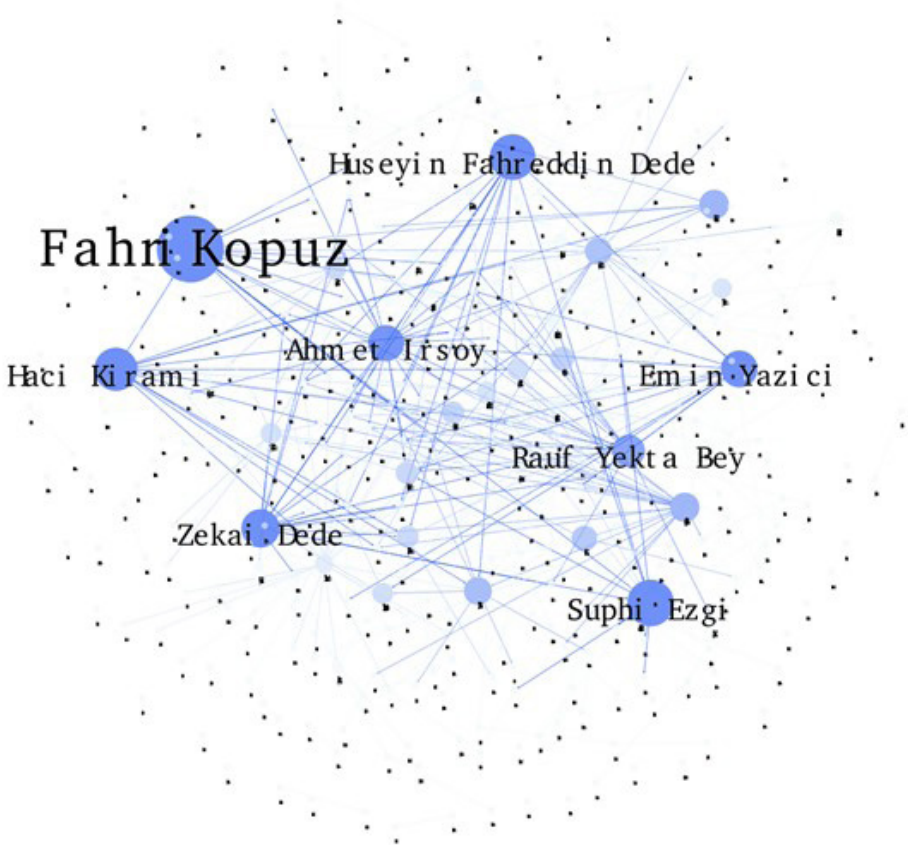 Huseyin Fahreddin Dede
Fahri Kopuz
Ahmet Irsoy
Haci Kirami
Emin Yazici
Rauf Yekta Bey
Zekai Dede
Suphi Ezgi